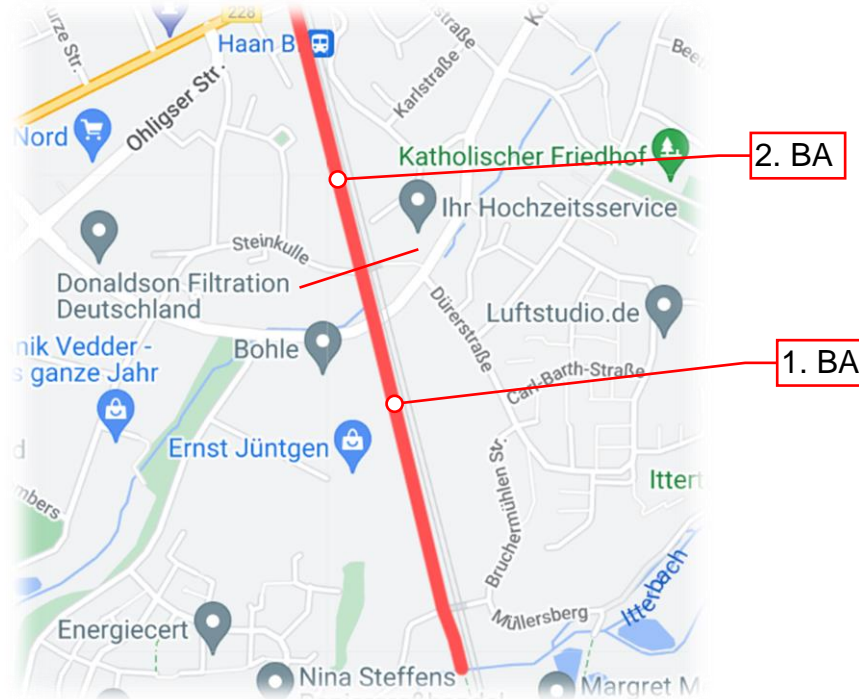 228
Haan B
Ohligser Str.
Karlstraße
Nord
Katholischer Friedhof
2. BA
Ihr Hochzeitsservice
Steinkulle
Donaldson Filtration
Deutschland
Dürerstraße
Luftstudio.de
nik Vedder -
s ganze Jahr
Bohle
1. BA
Carl-Barth-Straße
Ernst Jüntgen
Bruchermühlen Str.
Ittert
mbers
Itterbach
Müllersberg
Energiecert
Nina Steffens
Margret M